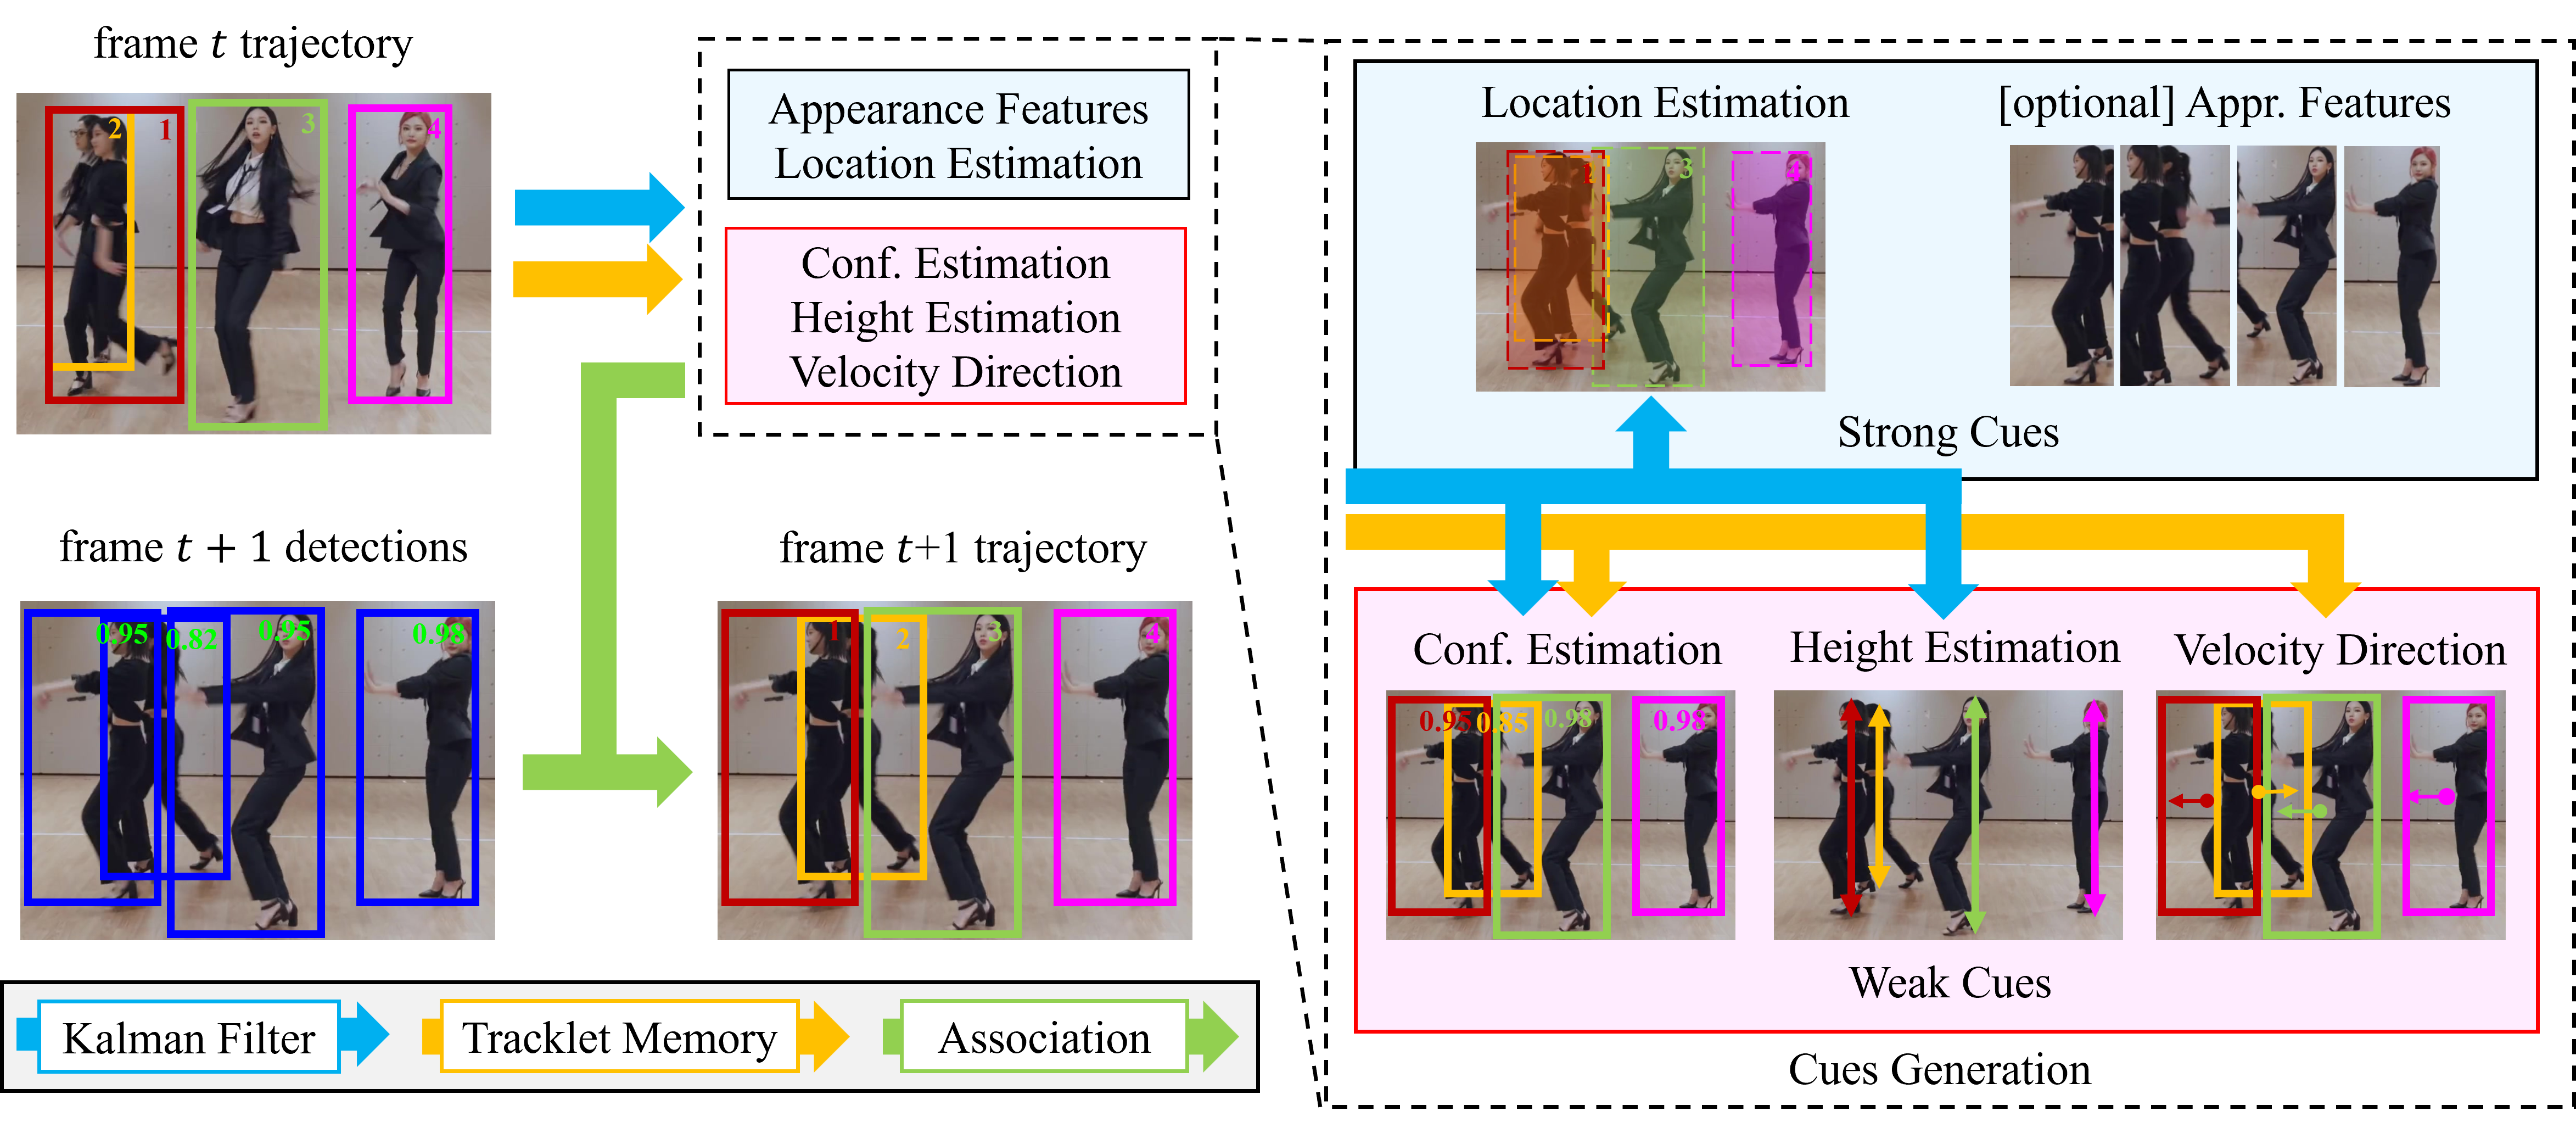 frame t trajectory
2
1
3
4
Appearance Features
Location Estimation
Conf. Estimation
Height Estimation
Velocity Direction
frame t + 1 detections
0.95
0.82
0.95
0.98
frame t+1 trajectory
1
2
3
4
Kalman Filter
Tracklet Memory
Association
Location Estimation
3
[optional] Appr. Features
Strong Cues
Conf. Estimation
0.95
0.85
0.98
0.98
Height Estimation
Velocity Direction
Weak Cues
Cues Generation